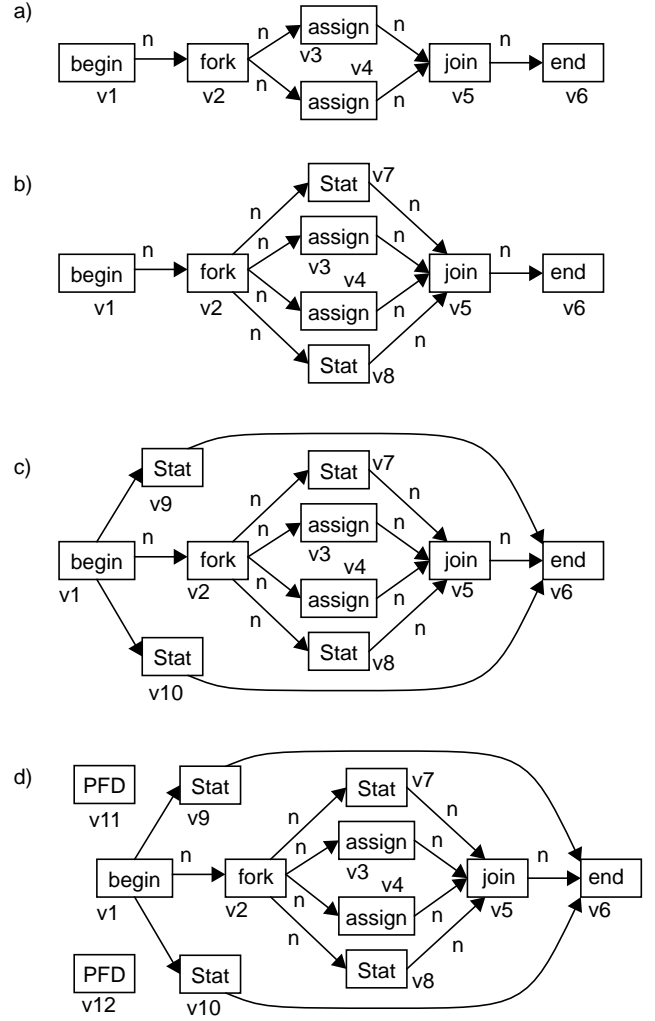 a)
assign
n
n
n
n
v3
begin
fork
v4
join
end
v1
v2
n
n
v5
v6
assign
b)
Stat
v7
n
n
n
assign
n
n
n
begin
fork
v3
v4
join
end
v1
v2
n
assign
n
v5
v6
n
n
Stat
v8
c)
Stat
v9
Stat
v7
n
n
n
n
assign
n
n
begin
fork
v3
v4
join
end
v1
v2
n
assign
n
v5
v6
n
n
Stat
v10
Stat
v8
d)
PFD
v11
Stat
v9
Stat
v7
n
n
n
n
assign
n
n
begin
fork
v3
v4
join
end
v1
v2
n
assign
n
v5
v6
n
n
PFD
v12
Stat
v10
Stat
v8